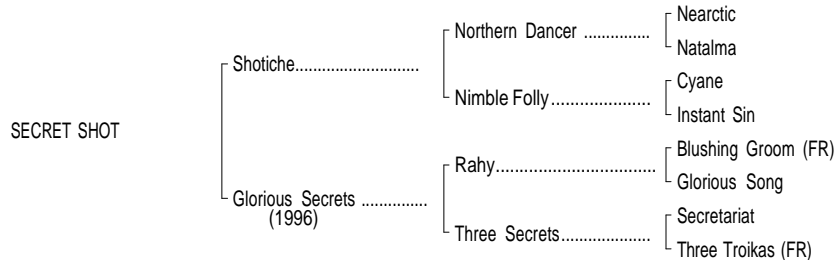 Nearctic
Northern Dancer ...............
Natalma
Shotiche............................
Cyane
Nimble Folly......................
Instant Sin
SECRET SHOT
Blushing Groom (FR)
Rahy....................................
Glorious Song
Glorious Secrets ...............
(1996)
Secretariat
Three Secrets....................
Three Troikas (FR)